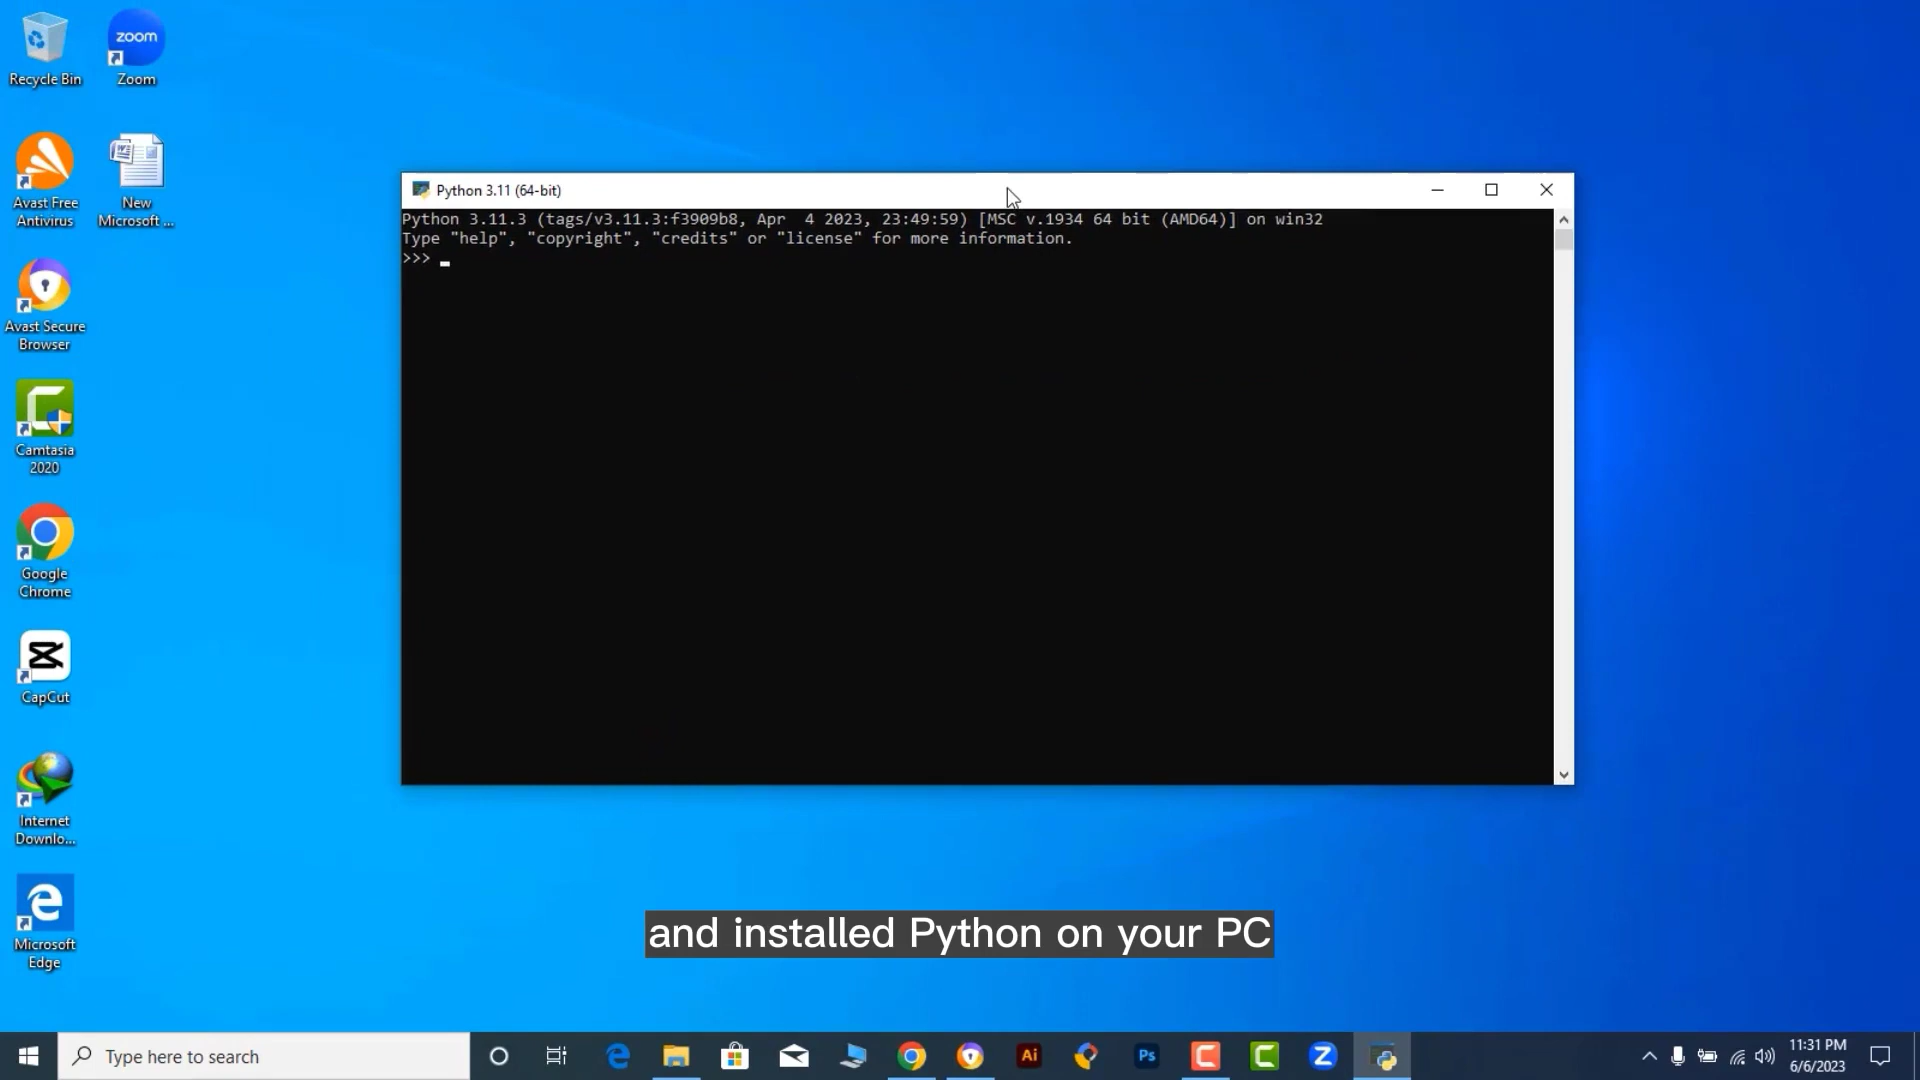 Recycle Bin
zoom
Zoom
Avast Free
Antivirus
New
Microsoft ...
Avast Secure
Browser
Camtasia
2020
Google
Chrome
CapCut
Internet
Downlo...
Microsoft
Edge
Python 3.11 (64-bit)
Python 3.11.3 (tags/v3.11.3:f3909b8, Apr  4 2023, 23:49:59) [MSC v.1934 64 bit (AMD64)] on win32
Type "help", "copyright", "credits" or "license" for more information.
>>> _
and installed Python on your PC
Type here to search
Ai
Ps
Z
11:31 PM
6/6/2023